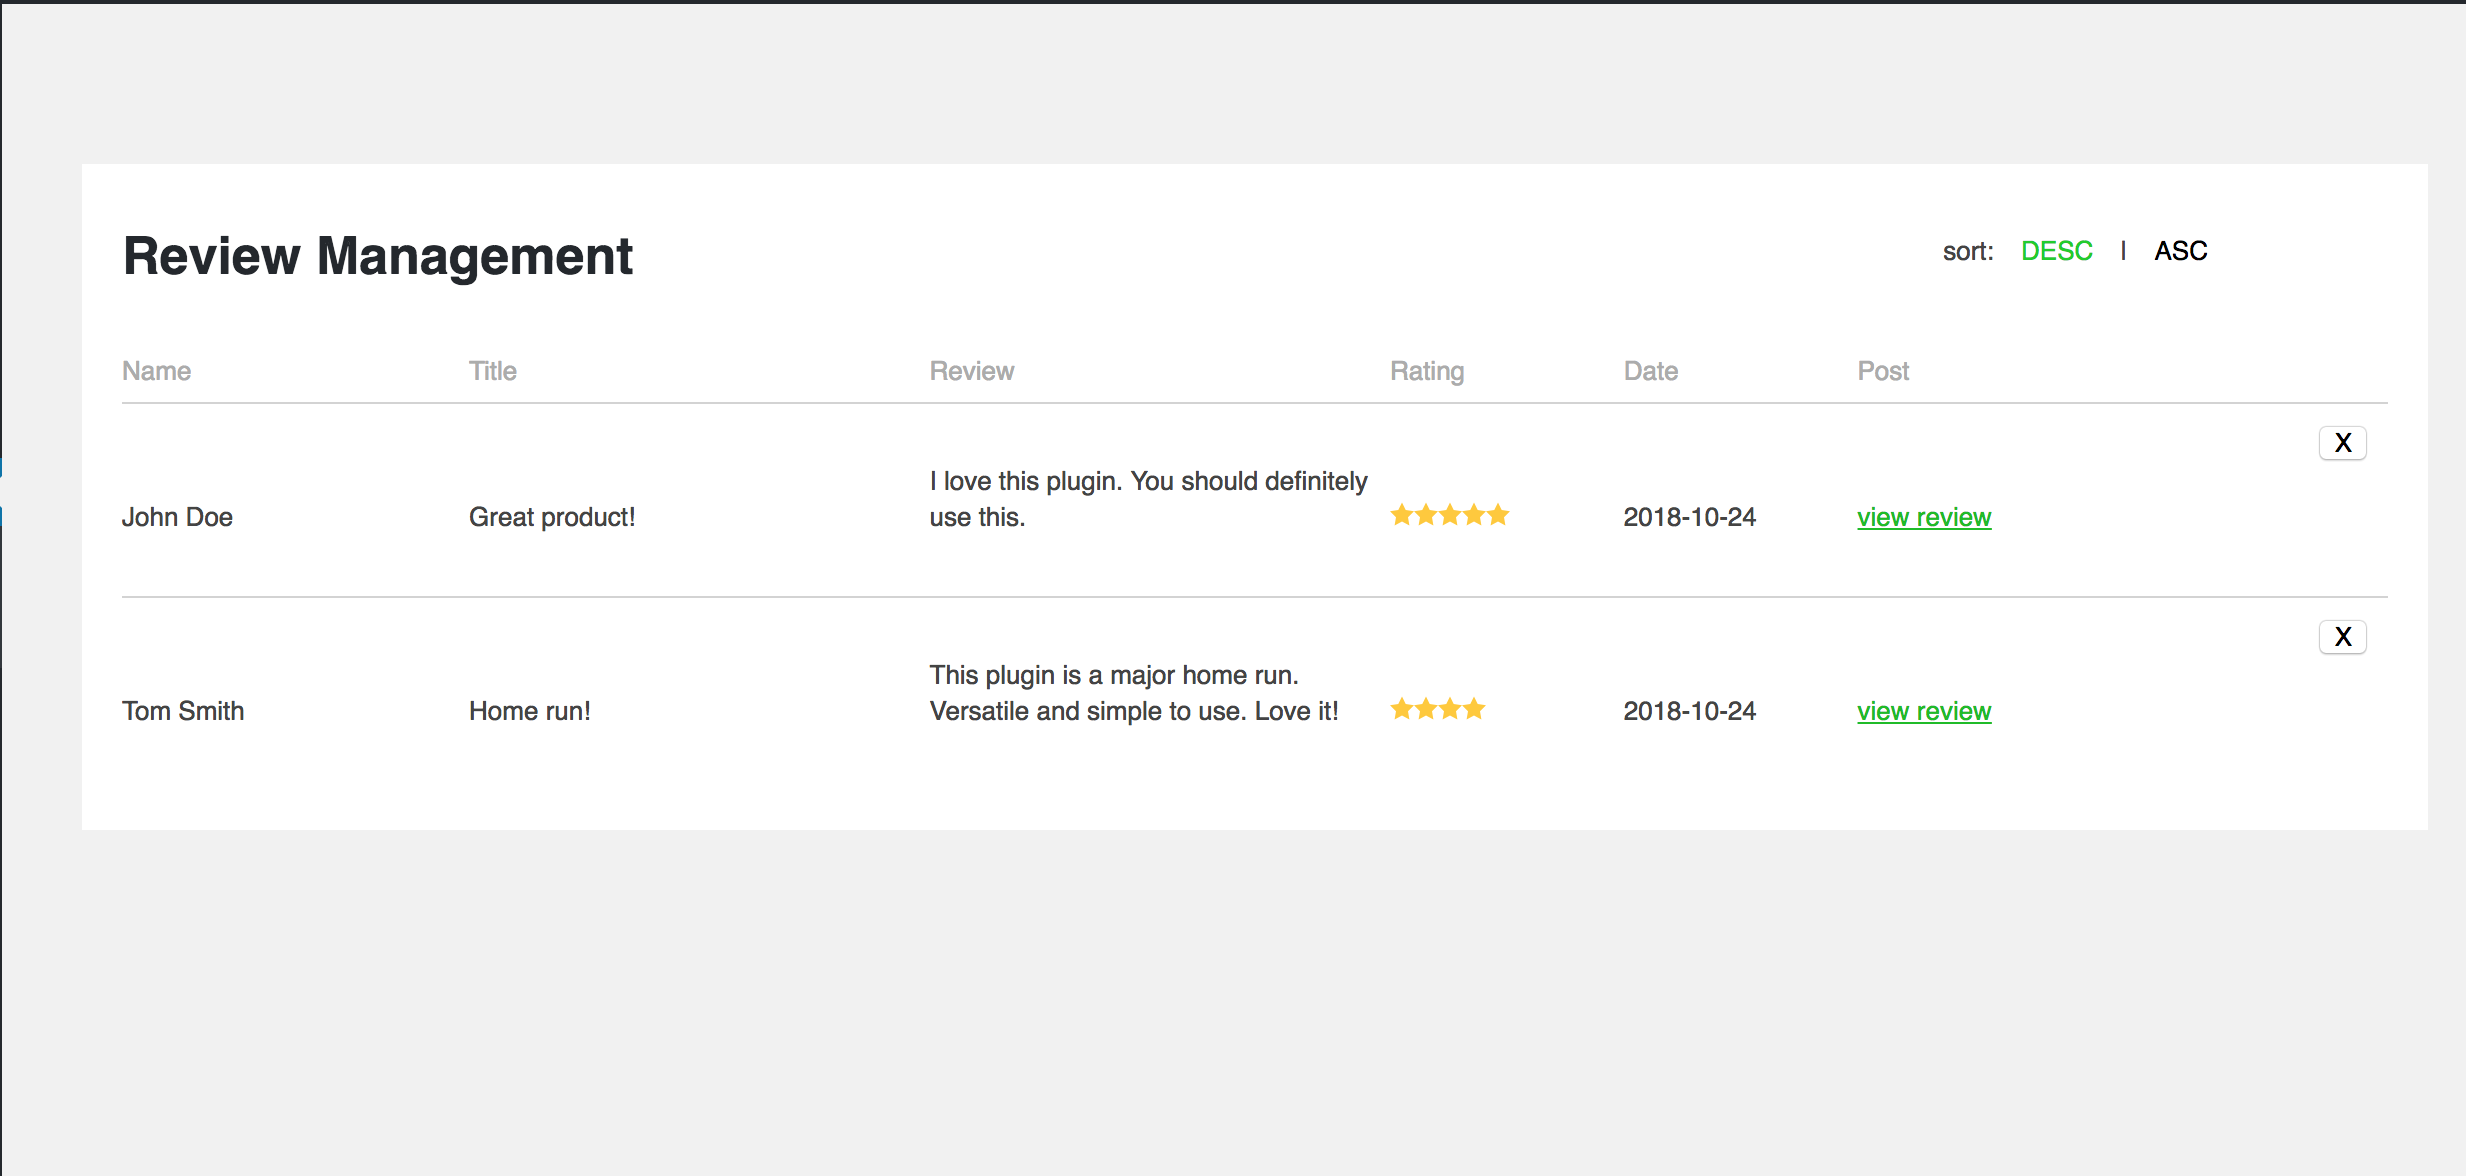 Review Management
sort: DESC | ASC
Name Title Review Rating Date Post
X
I love this plugin. You should definitely
John Doe Great product! use this. 2018-10-24 view review
X
This plugin is a major home run.
Tom Smith Home run! Versatile and simple to use. Love it! 2018-10-24 view review